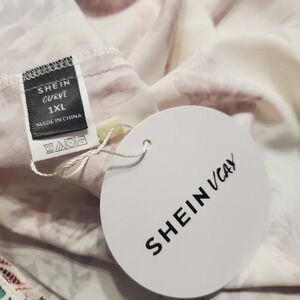 SHEIN
CURVE
1XL
MADE IN CHINA
SHEIN VCAY